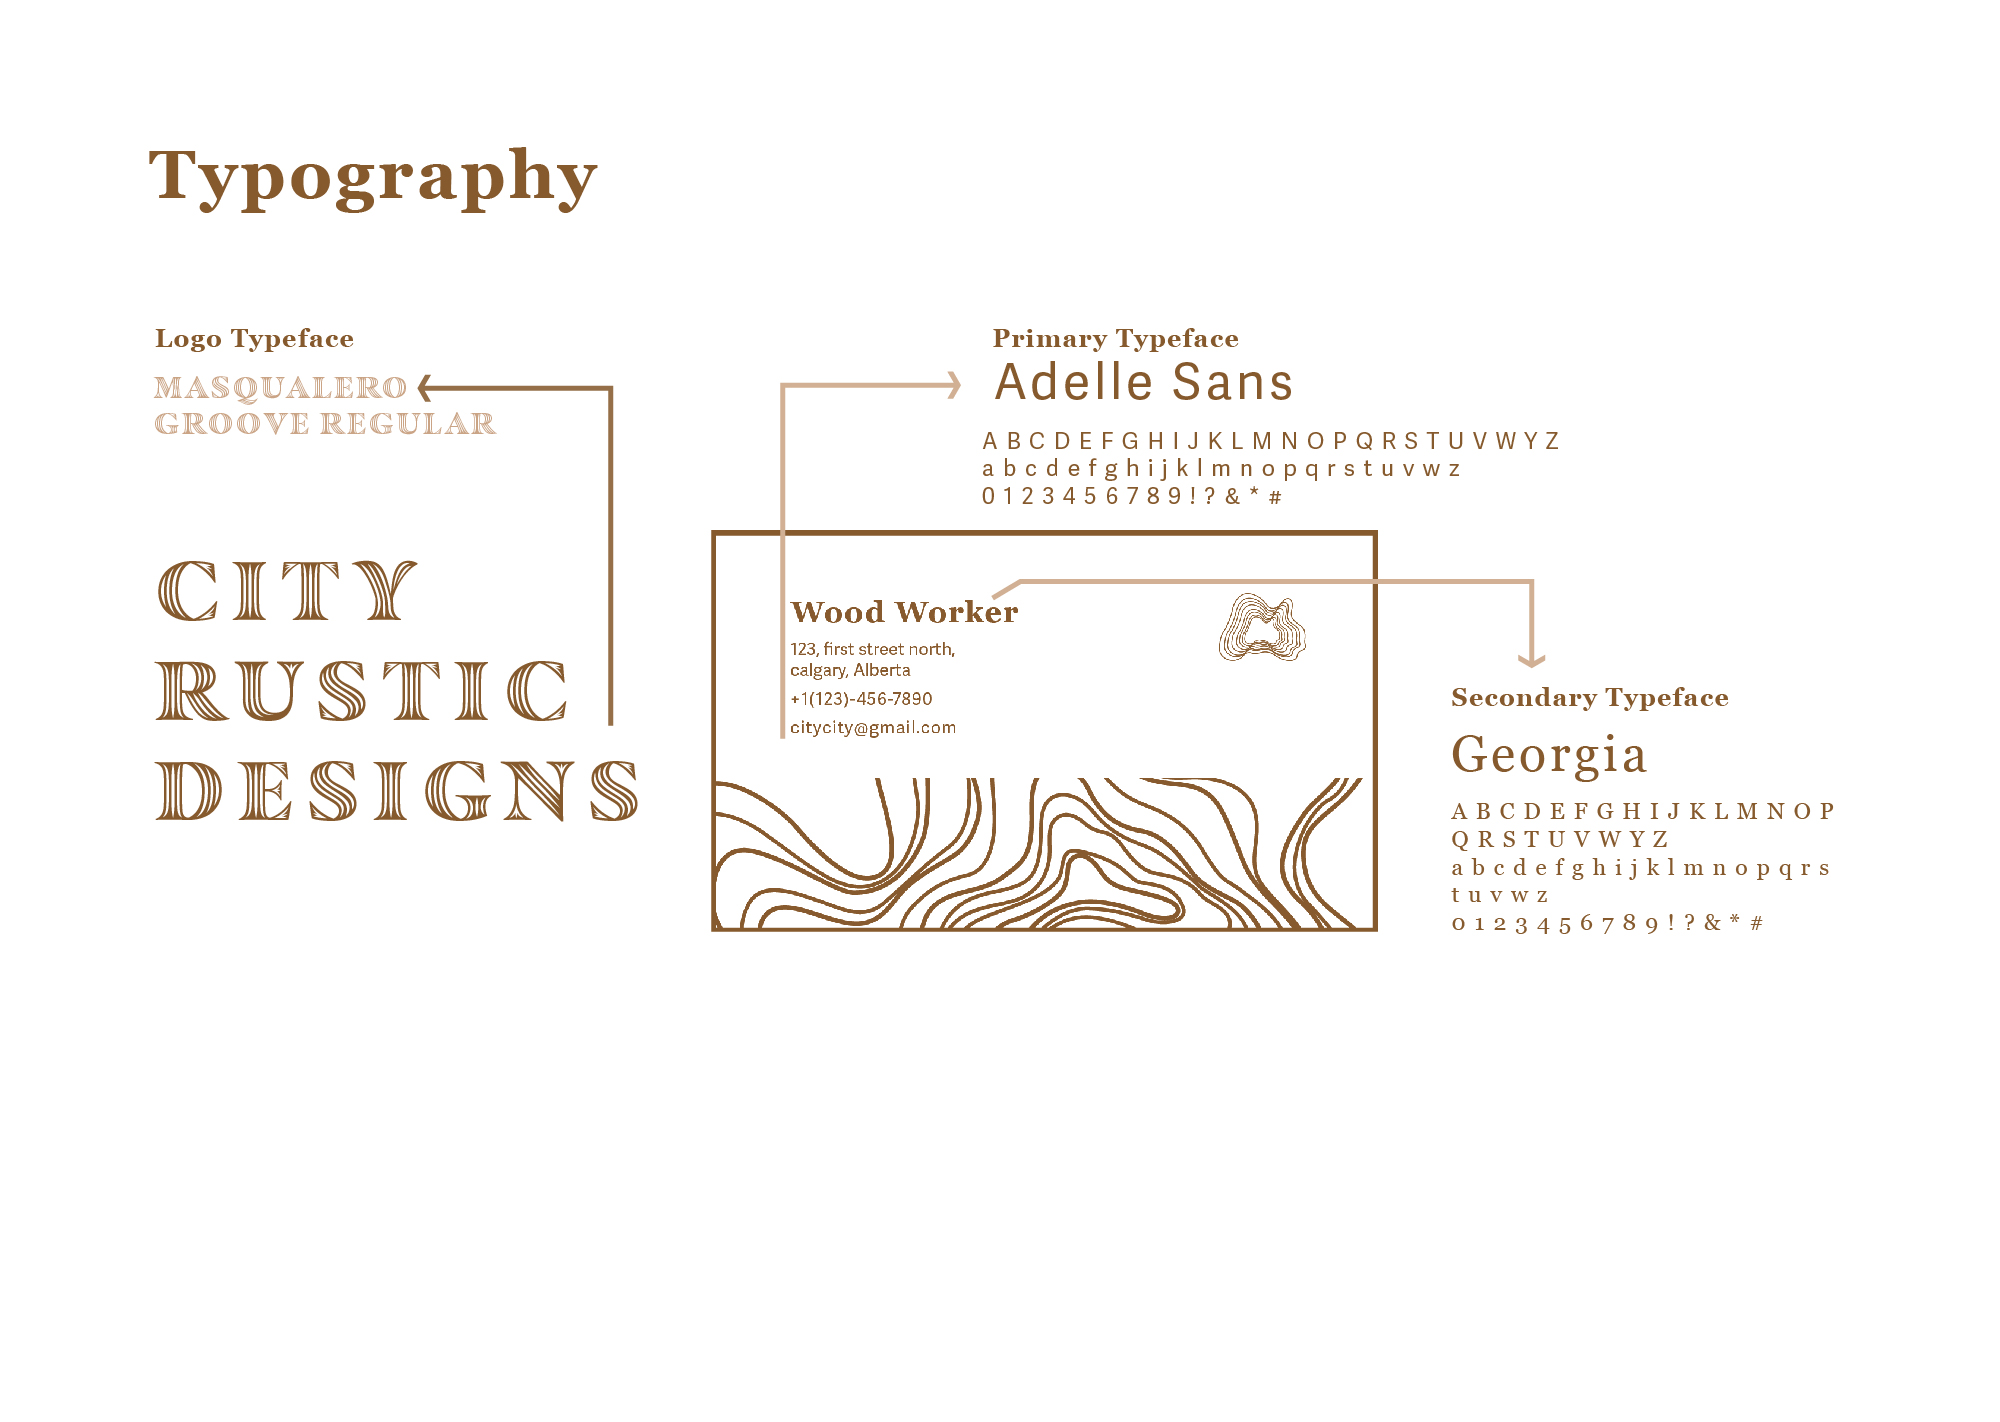 Typography
Logo Typeface
MASQUALERO
GROOVE REGULAR
CITY
RUSTIC
DESIGNS
Primary Typeface
Adelle Sans
A B C D E F G H I J K L M N O P Q R S T U V W Y Z
a b c d e f g h i j k l m n o p q r s t u v w z
0 1 2 3 4 5 6 7 8 9 ! ? & * #
Wood Worker
123, first street north,
calgary, Alberta
+1(123)-456-7890
citycity@gmail.com
Secondary Typeface
Georgia
A B C D E F G H I J K L M N O P
Q R S T U V W Y Z
a b c d e f g h i j k l m n o p q r s
t u v w z
0 1 2 3 4 5 6 7 8 9 ! ? & * #